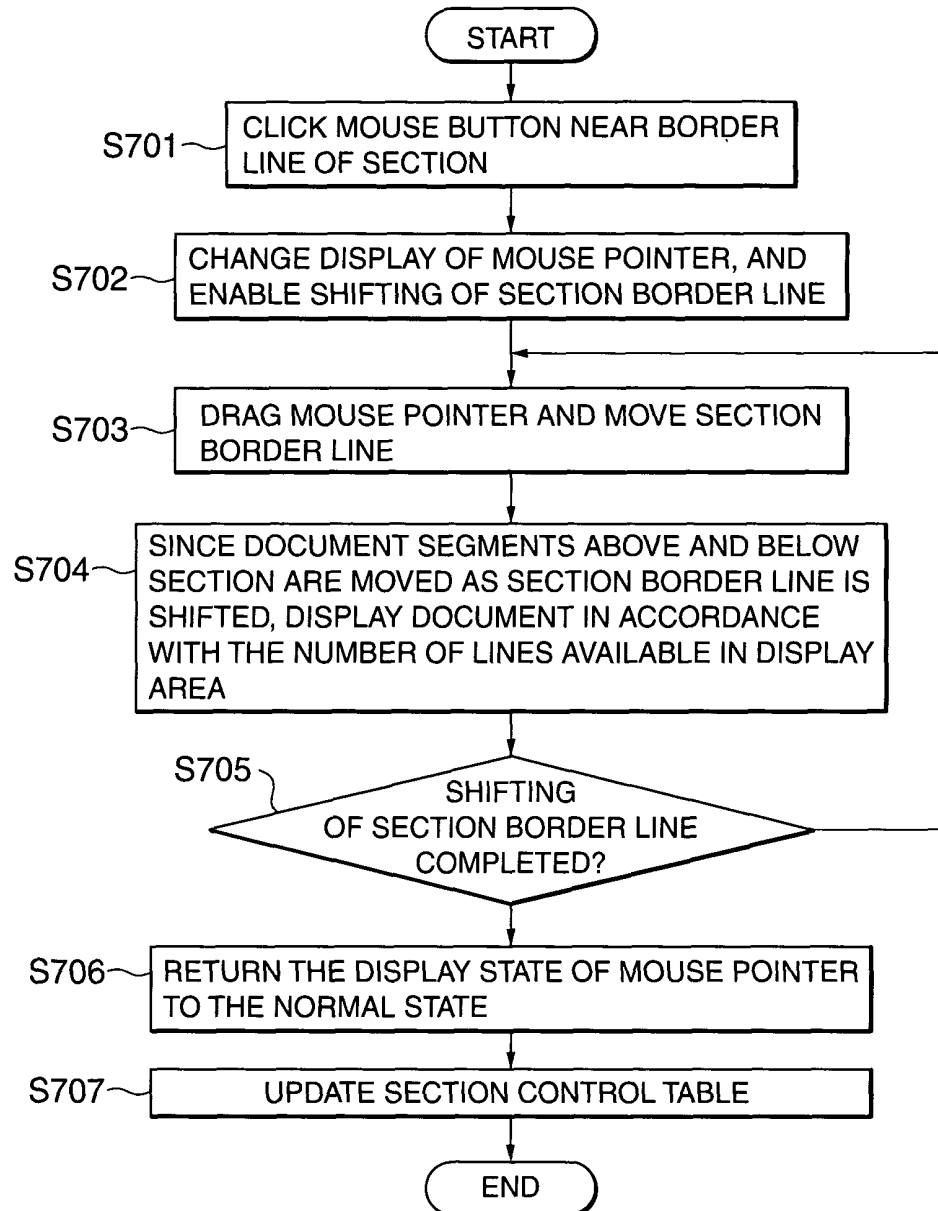 START
S701
CLICK MOUSE BUTTON NEAR BORDER
LINE OF SECTION
S702
CHANGE DISPLAY OF MOUSE POINTER, AND
ENABLE SHIFTING OF SECTION BORDER LINE
S703
DRAG MOUSE POINTER AND MOVE SECTION
BORDER LINE
S704
SINCE DOCUMENT SEGMENTS ABOVE AND BELOW
SECTION ARE MOVED AS SECTION BORDER LINE IS
SHIFTED, DISPLAY DOCUMENT IN ACCORDANCE
WITH THE NUMBER OF LINES AVAILABLE IN DISPLAY
AREA
S705
SHIFTING
OF SECTION BORDER LINE
COMPLETED?
S706
RETURN THE DISPLAY STATE OF MOUSE POINTER
TO THE NORMAL STATE
S707
UPDATE SECTION CONTROL TABLE
END